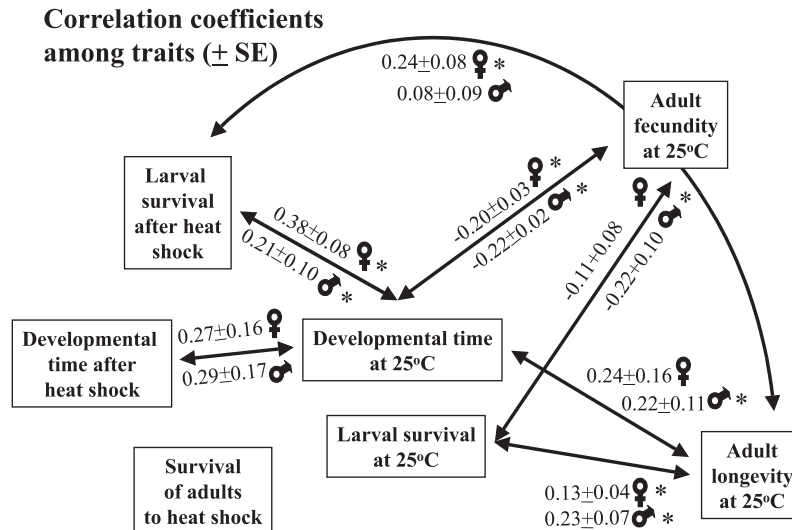 Correlation coefficients
among traits (± SE)
0.24±0.08 ♀ *
0.08±0.09 ♂
Adult
fecundity
at 25°C
Larval
survival
after heat
shock
-0.20±0.03 ♀ *
-0.22±0.02 ♂ *
♀
-0.11±0.08
♂ *
-0.22±0.10
0.38±0.08 ♀ *
0.21±0.10 ♂ *
Developmental
time after
heat shock
0.27±0.16 ♀
0.29±0.17 ♂
Developmental time
at 25°C
0.24±0.16 ♀
0.22±0.11 ♂ *
Larval survival
at 25°C
Adult
longevity
at 25°C
Survival
of adults
to heat shock
0.13±0.04 ♀ *
0.23±0.07 ♂ *